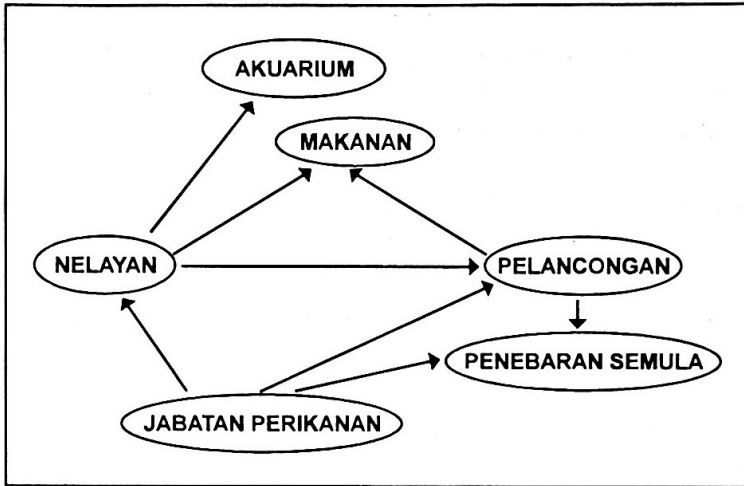 AKUARIUM
MAKANAN
NELAYAN
PELANCONGAN
PENEBARAN SEMULA
JABATAN PERIKANAN